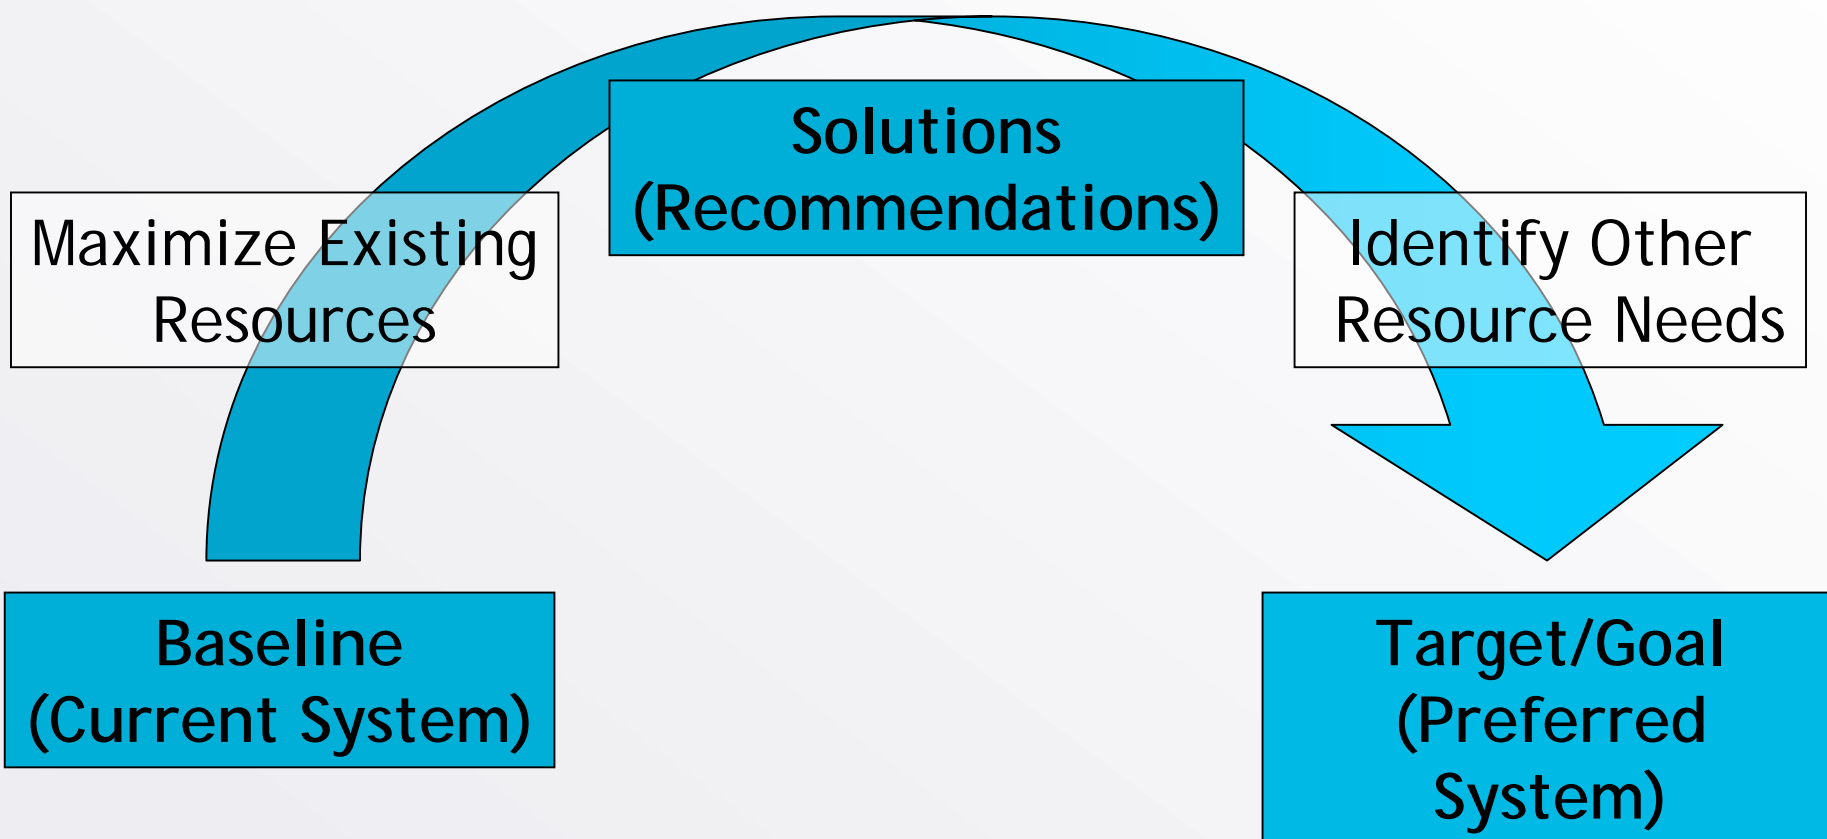 Solutions
(Recommendations)
Maximize Existing
Resources
Identify Other
Resource Needs
Baseline
(Current System)
Target/Goal
(Preferred
System)